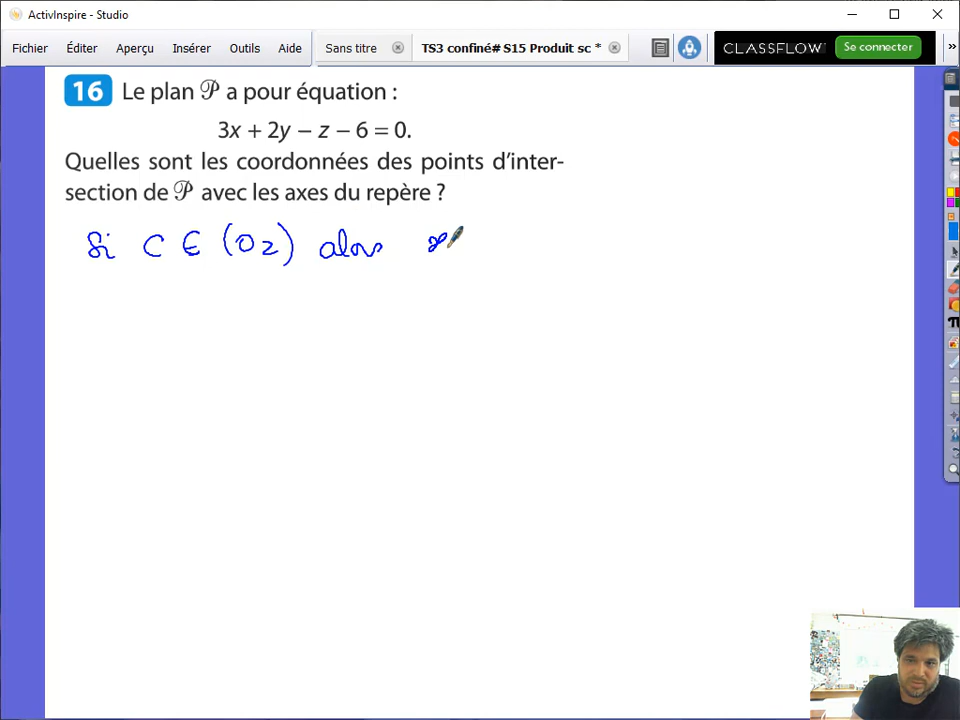 ActivInspire - Studio
Fichier Éditer Aperçu Insérer Outils Aide Sans titre TS3 confiné# S15 Produit sc * CLASSFLOW Se connecter »
16 Le plan 𝒫 a pour équation :
3x + 2y − z − 6 = 0.
Quelles sont les coordonnées des points d'inter-
section de 𝒫 avec les axes du repère ?
Si C ∈ (Oz) alors x